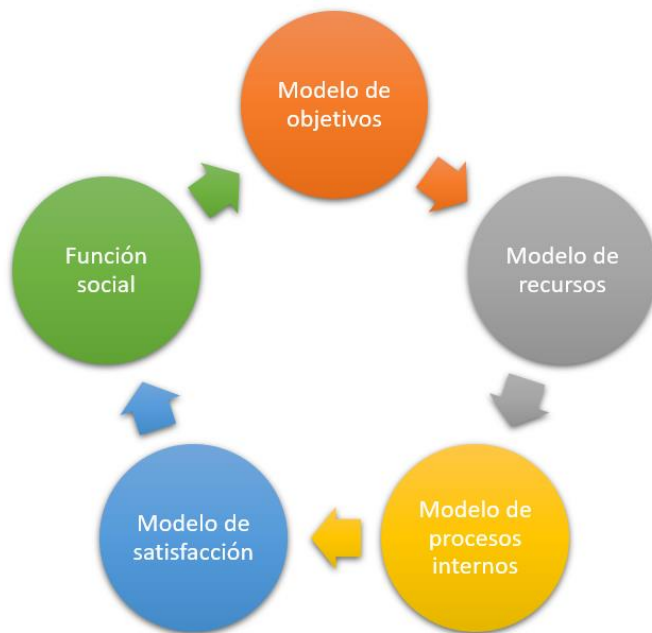 Modelo de
objetivos
Modelo de
recursos
Modelo de
procesos
internos
Modelo de
satisfacción
Función
social